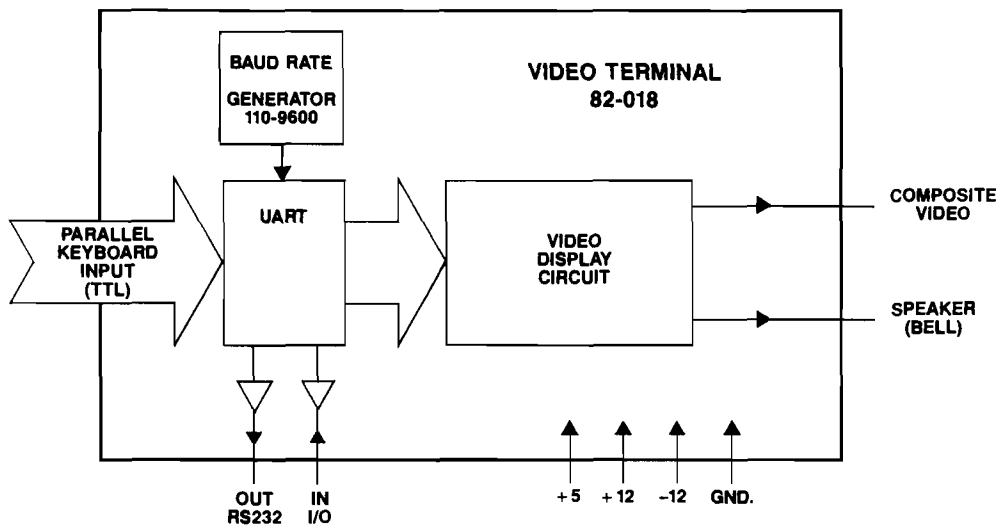 BAUD RATE
GENERATOR
110-9600
VIDEO TERMINAL
82-018
PARALLEL
KEYBOARD
INPUT
(TTL)
UART
VIDEO
DISPLAY
CIRCUIT
COMPOSITE
VIDEO
SPEAKER
(BELL)
OUT
RS232
IN
I/O
+5
+12
-12
GND.